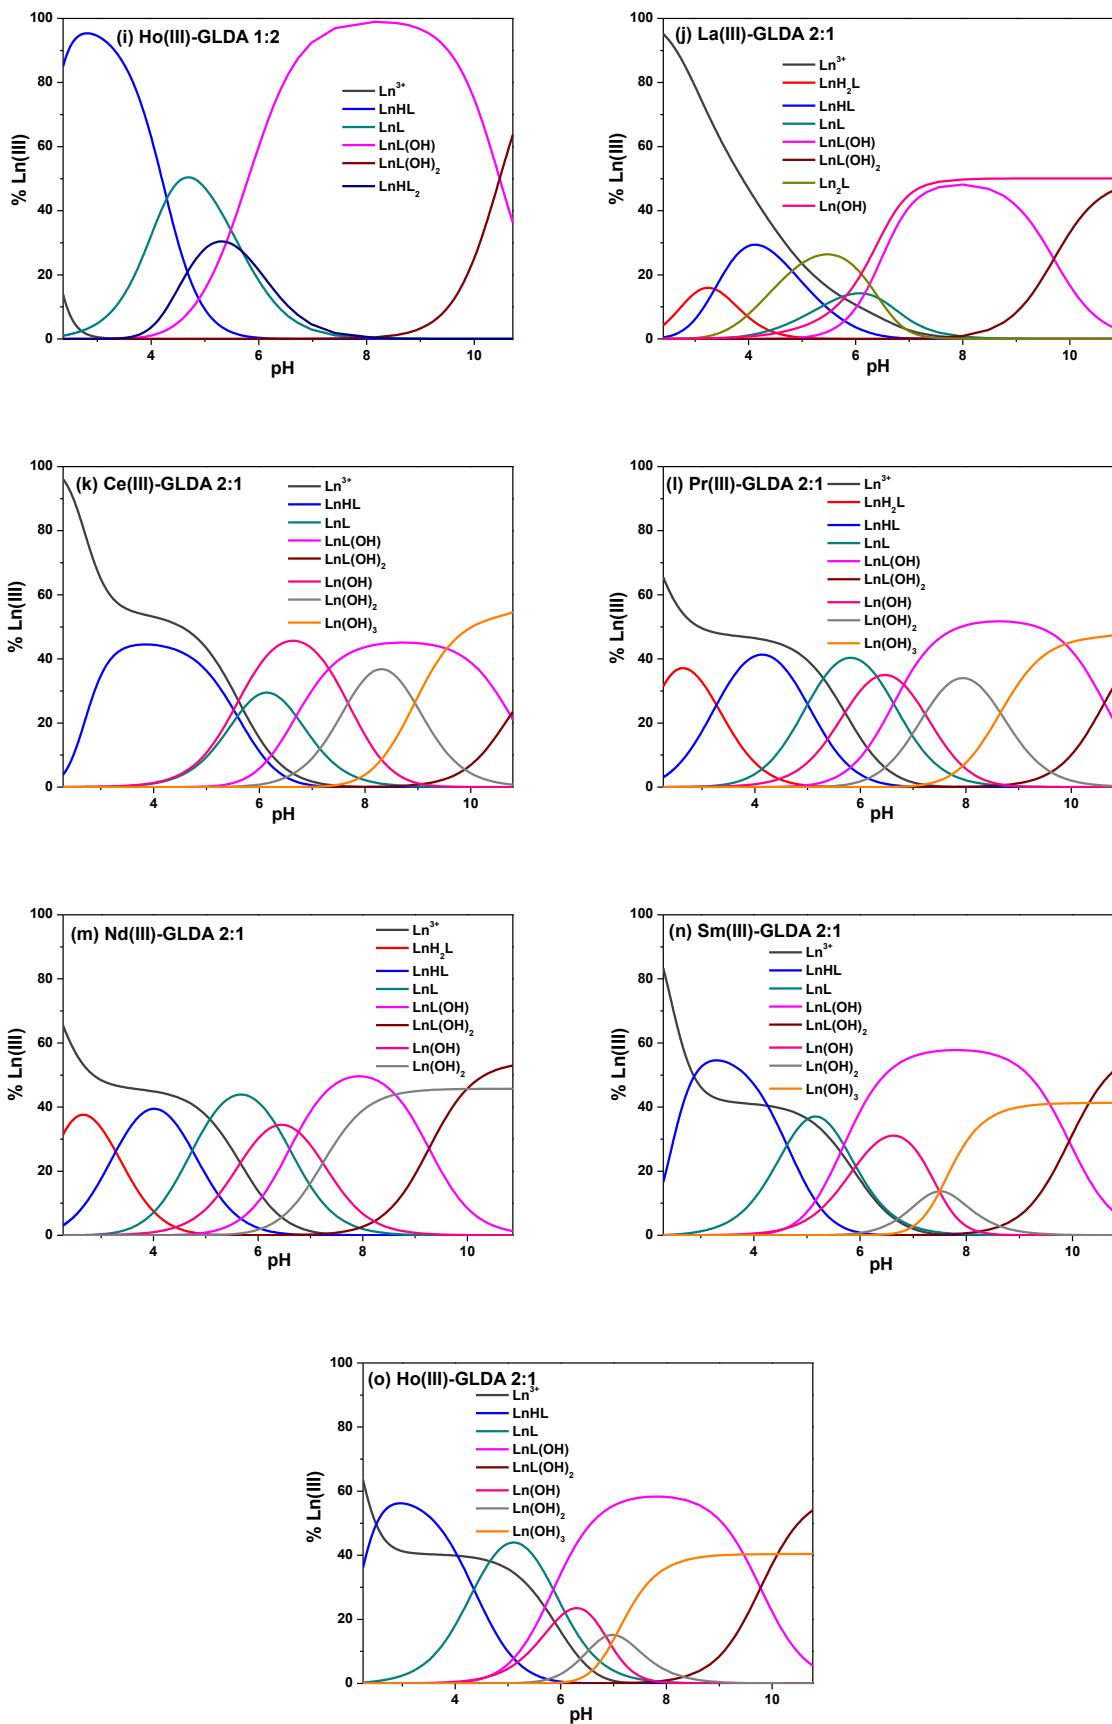 (i) Ho(III)-GLDA 1:2
Ln³⁺
LnHL
LnL
LnL(OH)
LnL(OH)₂
LnHL₂
% Ln(III)
100
80
60
40
20
0
4 6 8 10
pH
(j) La(III)-GLDA 2:1
Ln³⁺
LnH₂L
LnHL
LnL
LnL(OH)
LnL(OH)₂
Ln₂L
Ln(OH)
% Ln(III)
100
80
60
40
20
0
4 6 8 10
pH
(k) Ce(III)-GLDA 2:1
Ln³⁺
LnHL
LnL
LnL(OH)
LnL(OH)₂
Ln(OH)
Ln(OH)₂
Ln(OH)₃
% Ln(III)
100
80
60
40
20
0
4 6 8 10
pH
(l) Pr(III)-GLDA 2:1
Ln³⁺
LnH₂L
LnHL
LnL
LnL(OH)
LnL(OH)₂
Ln(OH)
Ln(OH)₂
Ln(OH)₃
% Ln(III)
100
80
60
40
20
0
4 6 8 10
pH
(m) Nd(III)-GLDA 2:1
Ln³⁺
LnH₂L
LnHL
LnL
LnL(OH)
LnL(OH)₂
Ln(OH)
Ln(OH)₂
% Ln(III)
100
80
60
40
20
0
4 6 8 10
pH
(n) Sm(III)-GLDA 2:1
Ln³⁺
LnHL
LnL
LnL(OH)
LnL(OH)₂
Ln(OH)
Ln(OH)₂
Ln(OH)₃
% Ln(III)
100
80
60
40
20
0
4 6 8 10
pH
(o) Ho(III)-GLDA 2:1
Ln³⁺
LnHL
LnL
LnL(OH)
LnL(OH)₂
Ln(OH)
Ln(OH)₂
Ln(OH)₃
% Ln(III)
100
80
60
40
20
0
4 6 8 10
pH